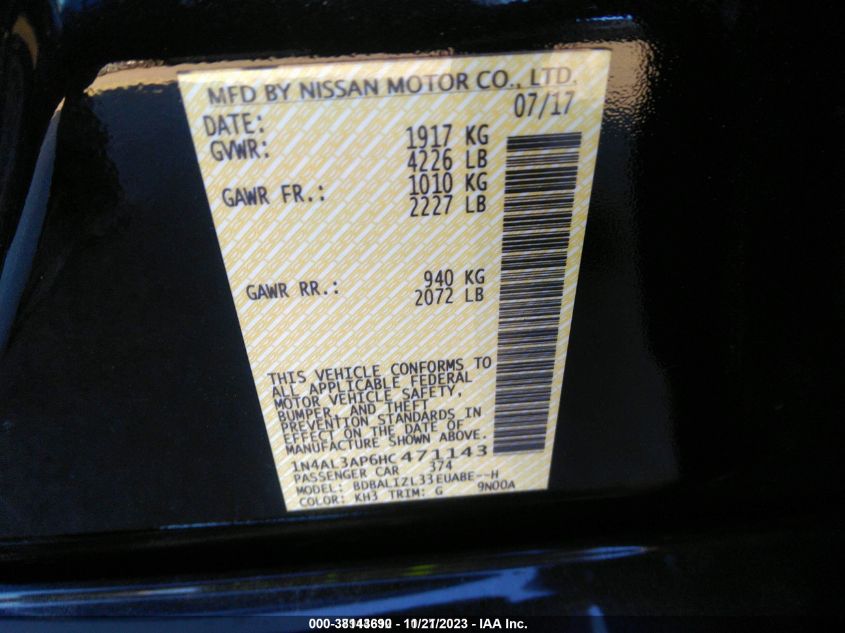 MFD BY NISSAN MOTOR CO., LTD.
DATE: 07/17
GVWR: 1917 KG
4226 LB
GAWR FR.: 1010 KG
2227 LB
GAWR RR.: 940 KG
2072 LB
THIS VEHICLE CONFORMS TO
ALL APPLICABLE FEDERAL
MOTOR VEHICLE SAFETY,
BUMPER, AND THEFT
PREVENTION STANDARDS IN
EFFECT ON THE DATE OF
MANUFACTURE SHOWN ABOVE.
1N4AL3AP6HC471143
PASSENGER CAR 374
MODEL: BDBALIZL33EUABE--H
COLOR: KH3 TRIM: G 9N00A
11/21/2023 - IAA Inc.